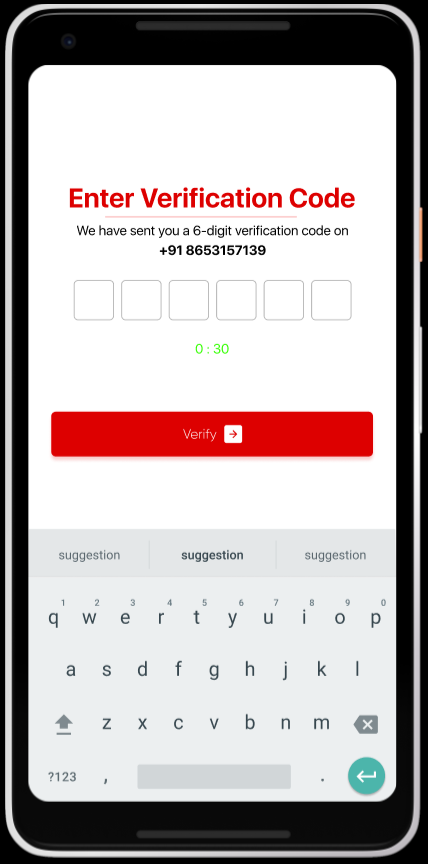 Enter Verification Code
We have sent you a 6-digit verification code on
+91 8653157139
0 : 30
Verify
suggestion suggestion suggestion
1 2 3 4 5 6 7 8 9 0
q w e r t y u i o p
a s d f g h j k l
z x c v b n m
?123 , .